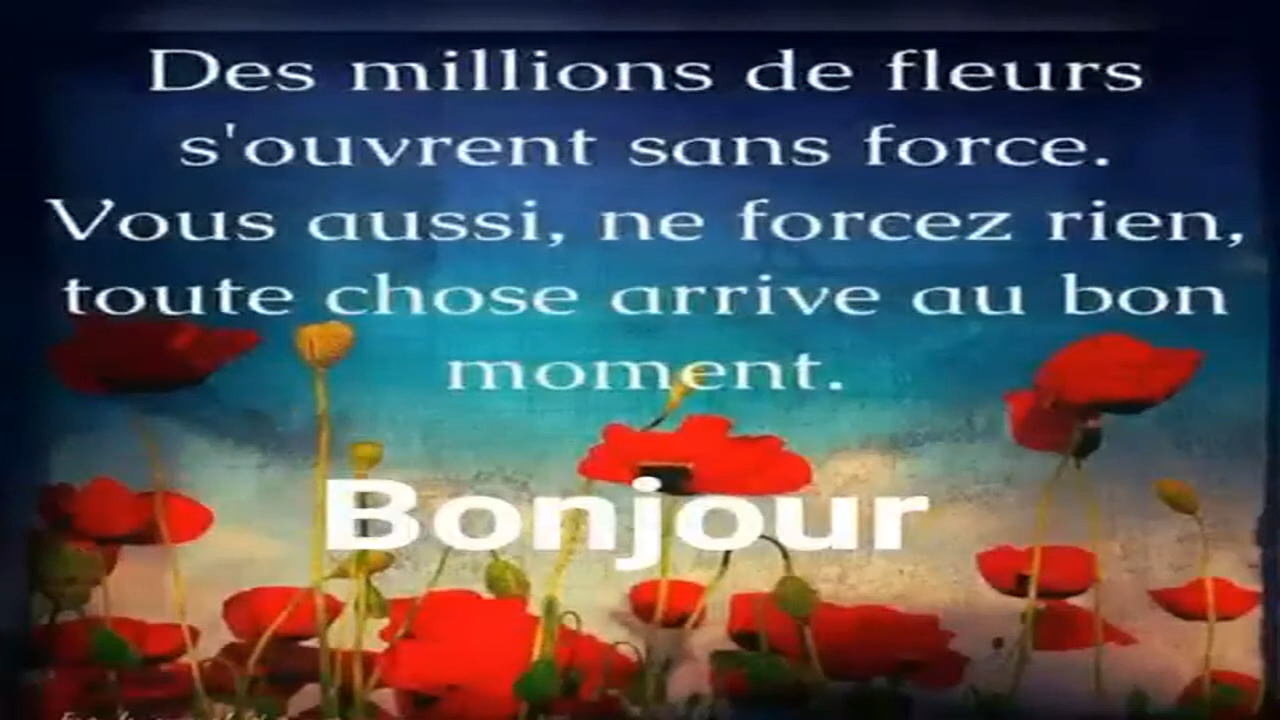 Des millions de fleurs
s'ouvrent sans force.
Vous aussi, ne forcez rien,
toute chose arrive au bon
moment.
Bonjour